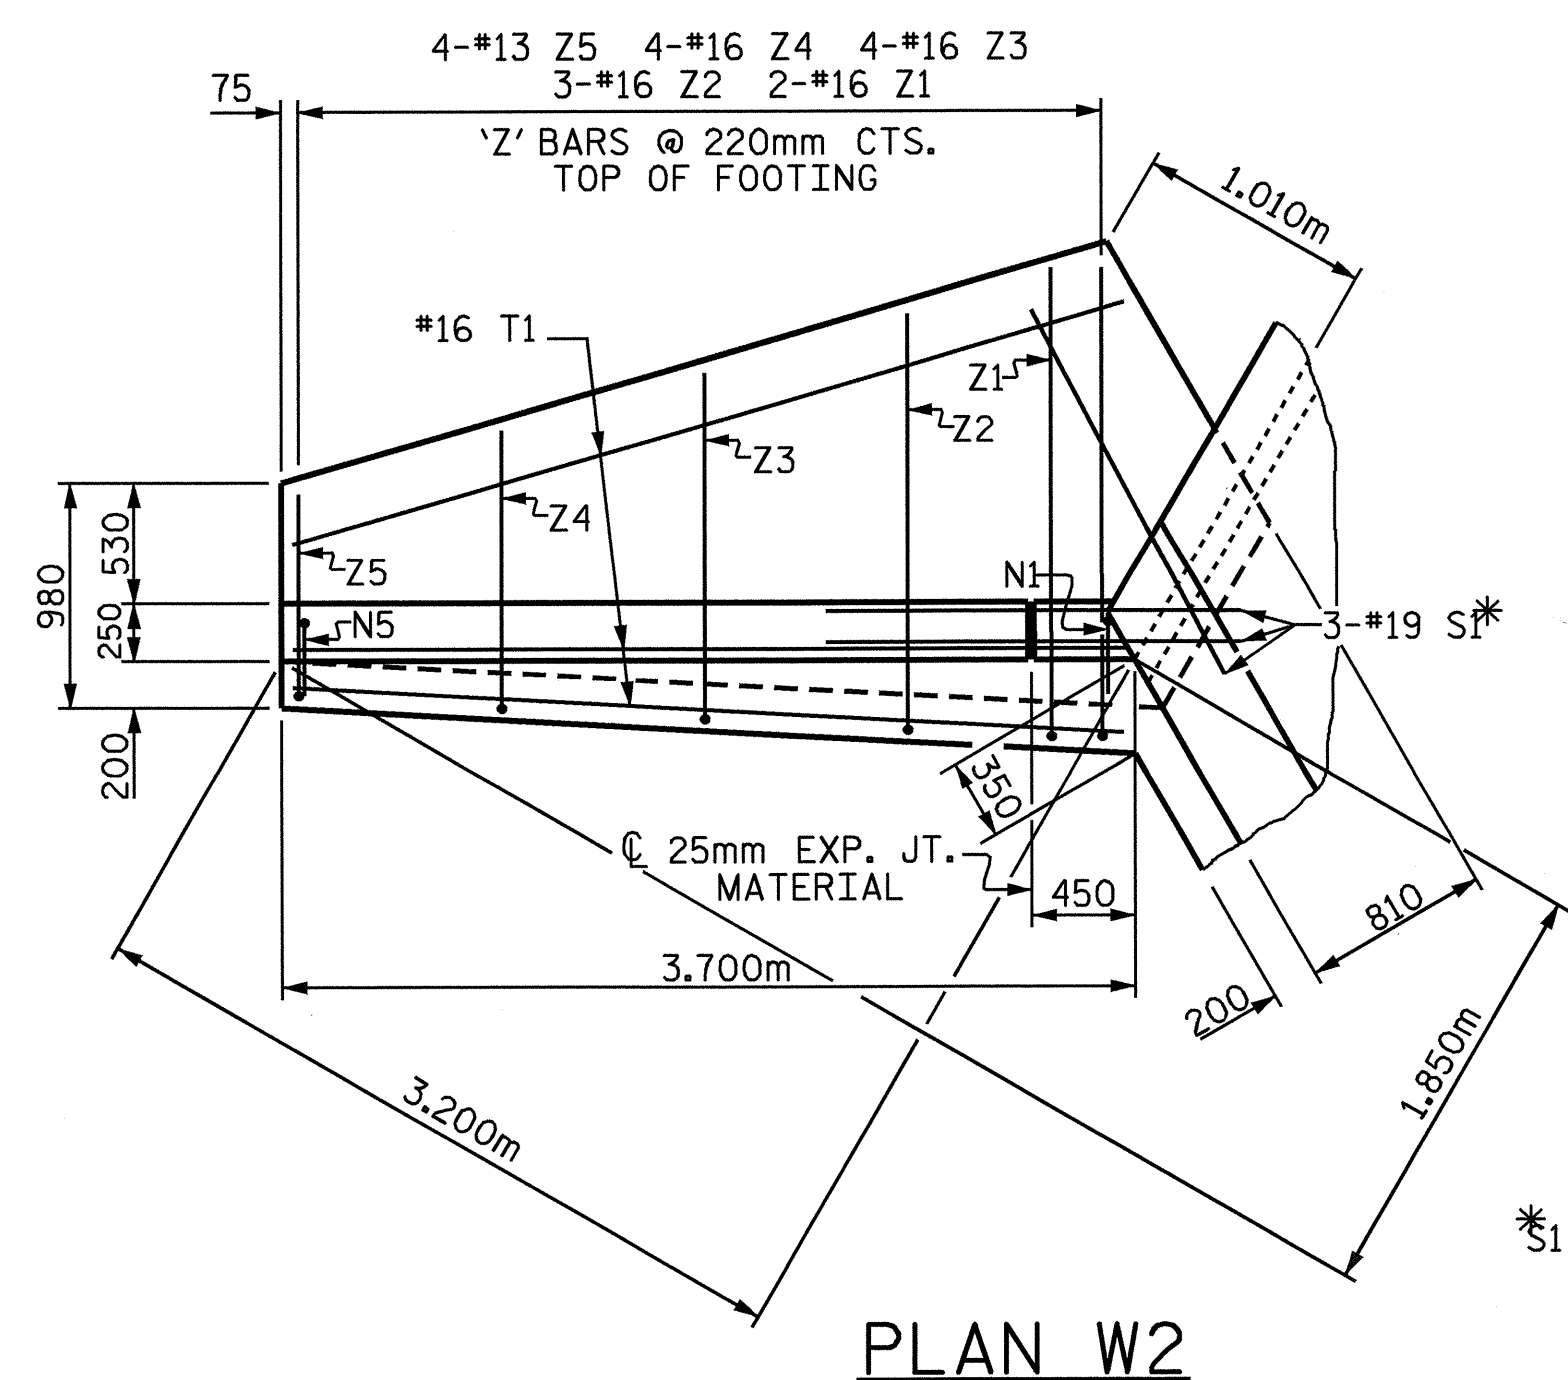 4-#13 Z5 4-#16 Z4 4-#16 Z3
3-#16 Z2 2-#16 Z1
75
'Z' BARS @ 220mm CTS.
TOP OF FOOTING
1.010m
#16 T1
Z1
Z2
Z3
Z4
Z5
530
980
250
N5
N1
3-#19 S1*
200
350
℄ 25mm EXP. JT.
MATERIAL
450
810
3.700m
200
1.850m
3.200m
*S1
PLAN W2